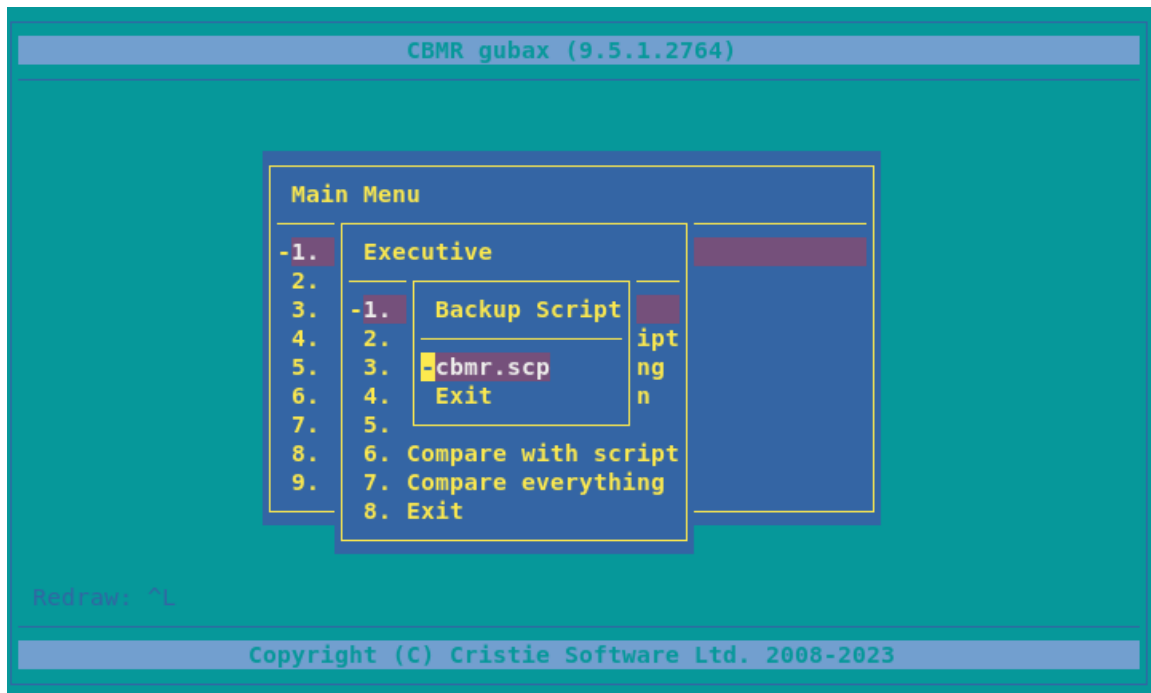 CBMR gubax (9.5.1.2764)
Main Menu
-1. Executive
2.
3. -1. Backup Script
4. 2. ipt
5. 3. -cbmr.scp ng
6. 4. Exit n
7. 5.
8. 6. Compare with script
9. 7. Compare everything
8. Exit
Redraw: ^L
Copyright (C) Cristie Software Ltd. 2008-2023